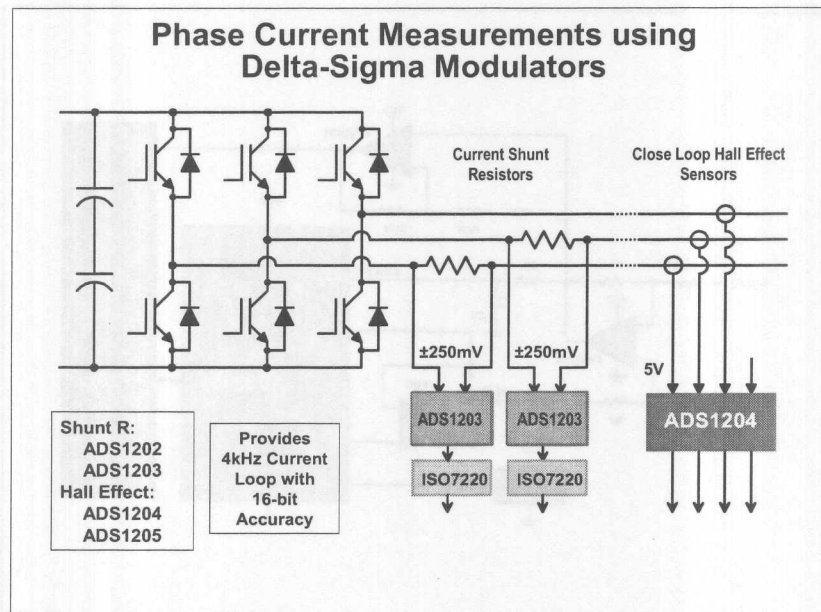 Phase Current Measurements using
Delta-Sigma Modulators
Current Shunt
Resistors
Close Loop Hall Effect
Sensors
±250mV
±250mV
5V
ADS1203
ADS1203
ADS1204
ISO7220
ISO7220
Shunt R:
ADS1202
ADS1203
Hall Effect:
ADS1204
ADS1205
Provides
4kHz Current
Loop with
16-bit
Accuracy